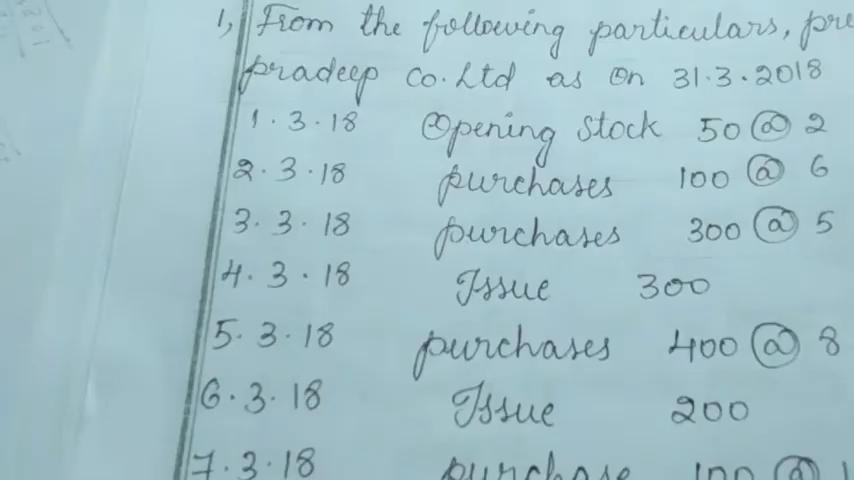 1, From the following particulars, pre
pradeep co.Ltd as on 31.3.2018
1.3.18 Opening Stock 50 @ 2
2.3.18 purchases 100 @ 6
3.3.18 purchases 300 @ 5
4.3.18 Issue 300
5.3.18 purchases 400 @ 8
6.3.18 Issue 200
7.3.18 purchase 100 @